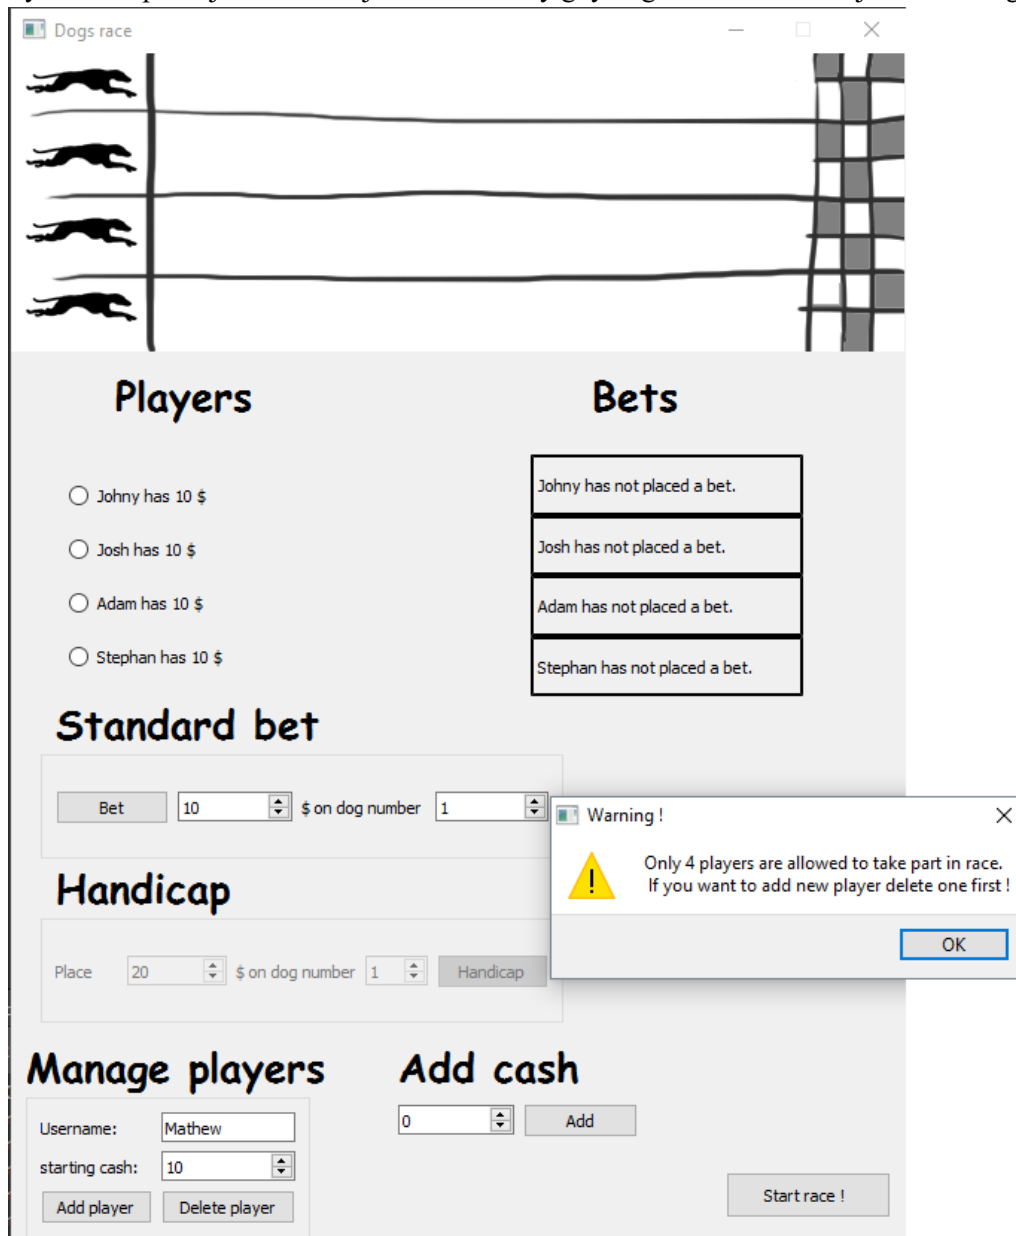 Dogs race
Players
Bets
Johny has 10 $
Johny has not placed a bet.
Josh has 10 $
Josh has not placed a bet.
Adam has 10 $
Adam has not placed a bet.
Stephan has 10 $
Stephan has not placed a bet.
Standard bet
Bet 10 $ on dog number 1
Warning !
Only 4 players are allowed to take part in race.
If you want to add new player delete one first !
OK
Handicap
Place 20 $ on dog number 1 Handicap
Manage players
Add cash
Username: Mathew
0 Add
starting cash: 10
Add player Delete player
Start race !